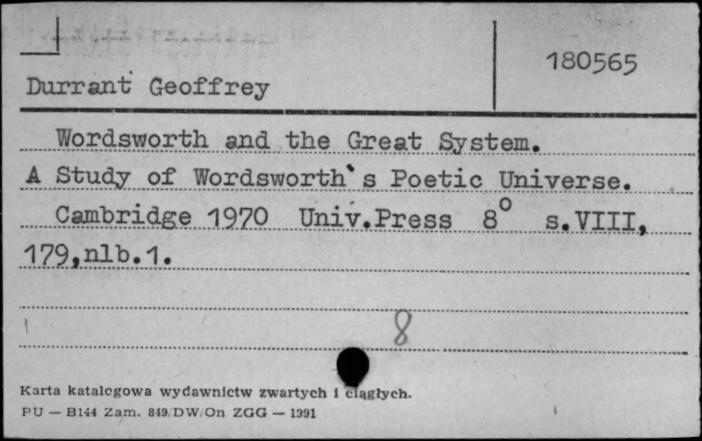 180565
Durrant Geoffrey
Wordsworth and the Great System.
A Study of Wordsworth's Poetic Universe.
Cambridge 1970 Univ.Press 8° s.VIII,
179,nlb.1.
8
Karta katalogowa wydawnictw zwartych i ciągłych.
PU — B144 Zam. 849/DW/On ZGG — 1991